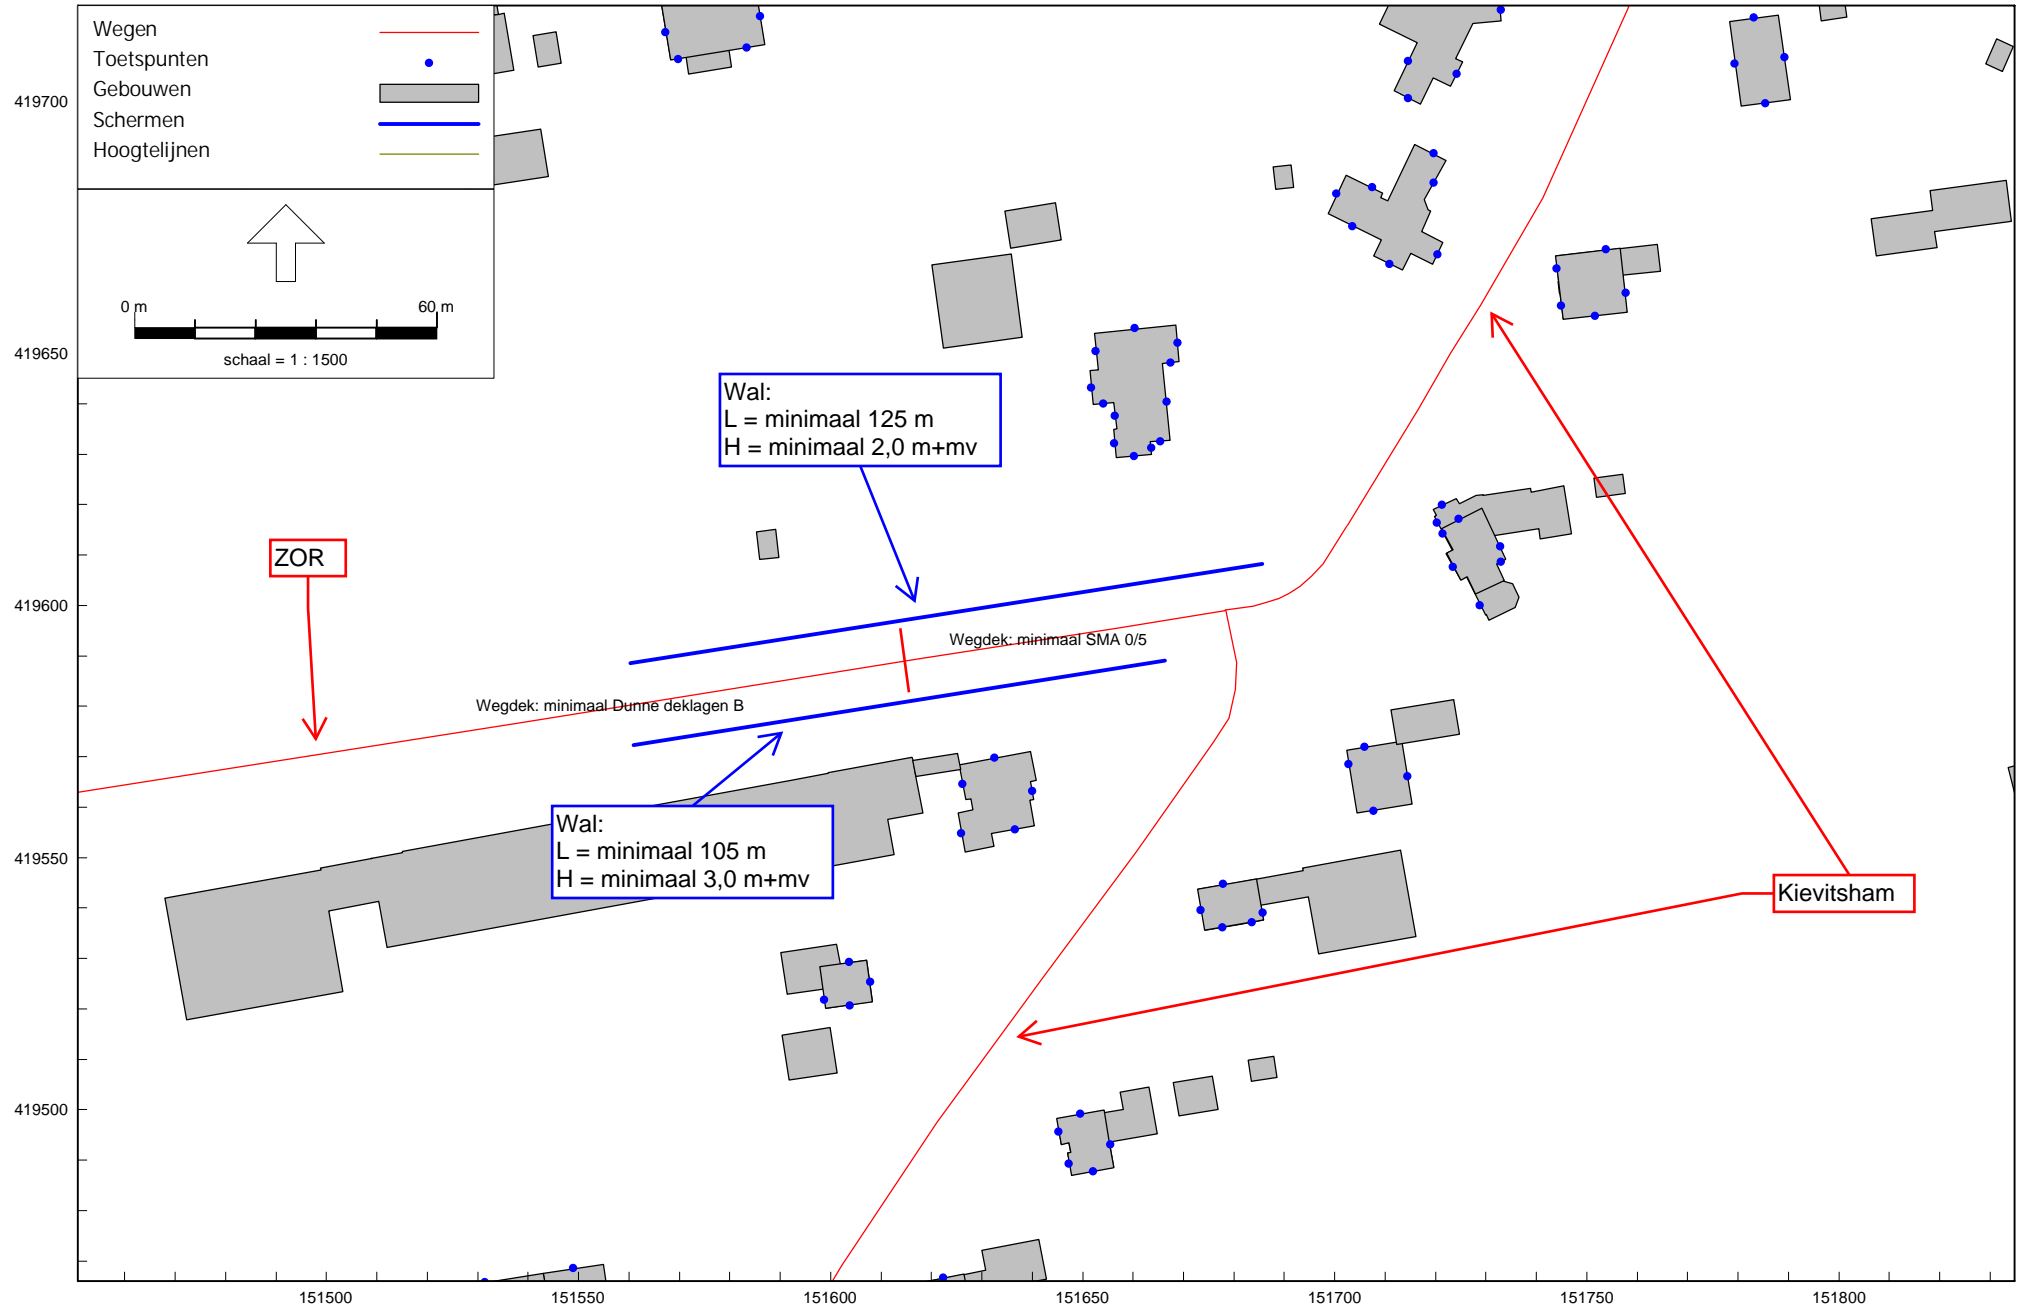 Wegen
Toetspunten
Gebouwen
Schermen
Hoogtelijnen
0 m
60 m
schaal = 1 : 1500
419700
419650
419600
419550
419500
Wal:
L = minimaal 125 m
H = minimaal 2,0 m+mv
ZOR
Wegdek: minimaal SMA 0/5
Wegdek: minimaal Dunne deklagen B
Wal:
L = minimaal 105 m
H = minimaal 3,0 m+mv
Kievitsham
151500
151550
151600
151650
151700
151750
151800